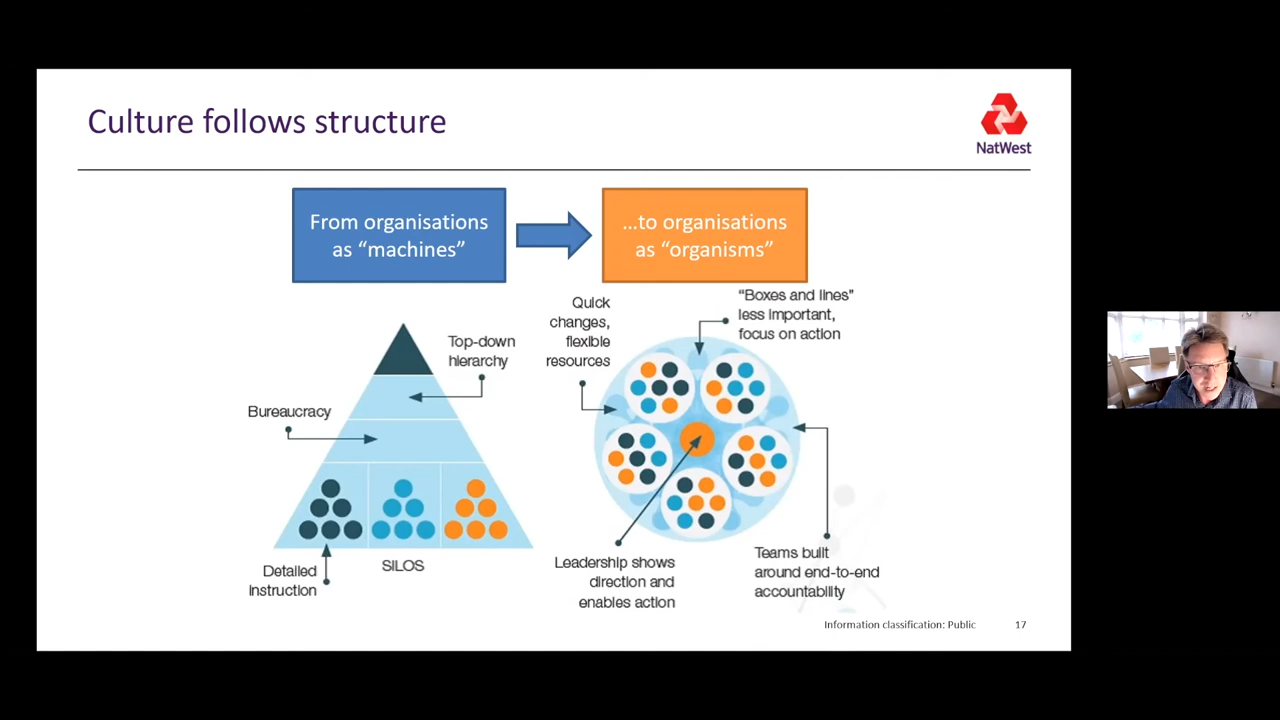 Culture follows structure
NatWest
From organisations
as “machines”
...to organisations
as “organisms”
Top-down
hierarchy
Bureaucracy
Detailed
instruction
SILOS
Quick
changes,
flexible
resources
“Boxes and lines”
less important,
focus on action
Leadership shows
direction and
enables action
Teams built
around end-to-end
accountability
Information classification: Public
17